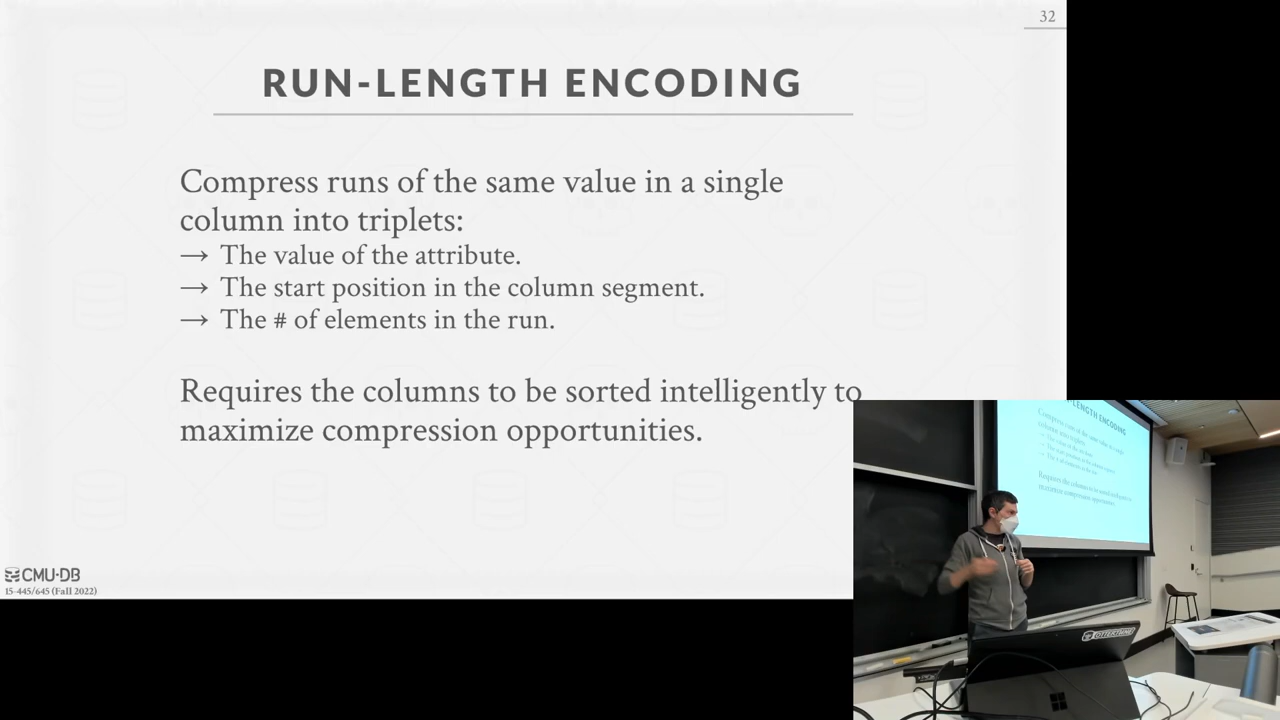 32
RUN-LENGTH ENCODING
Compress runs of the same value in a single
column into triplets:
→ The value of the attribute.
→ The start position in the column segment.
→ The # of elements in the run.
Requires the columns to be sorted intelligently to
maximize compression opportunities.
CMU·DB
15-445/645 (Fall 2022)